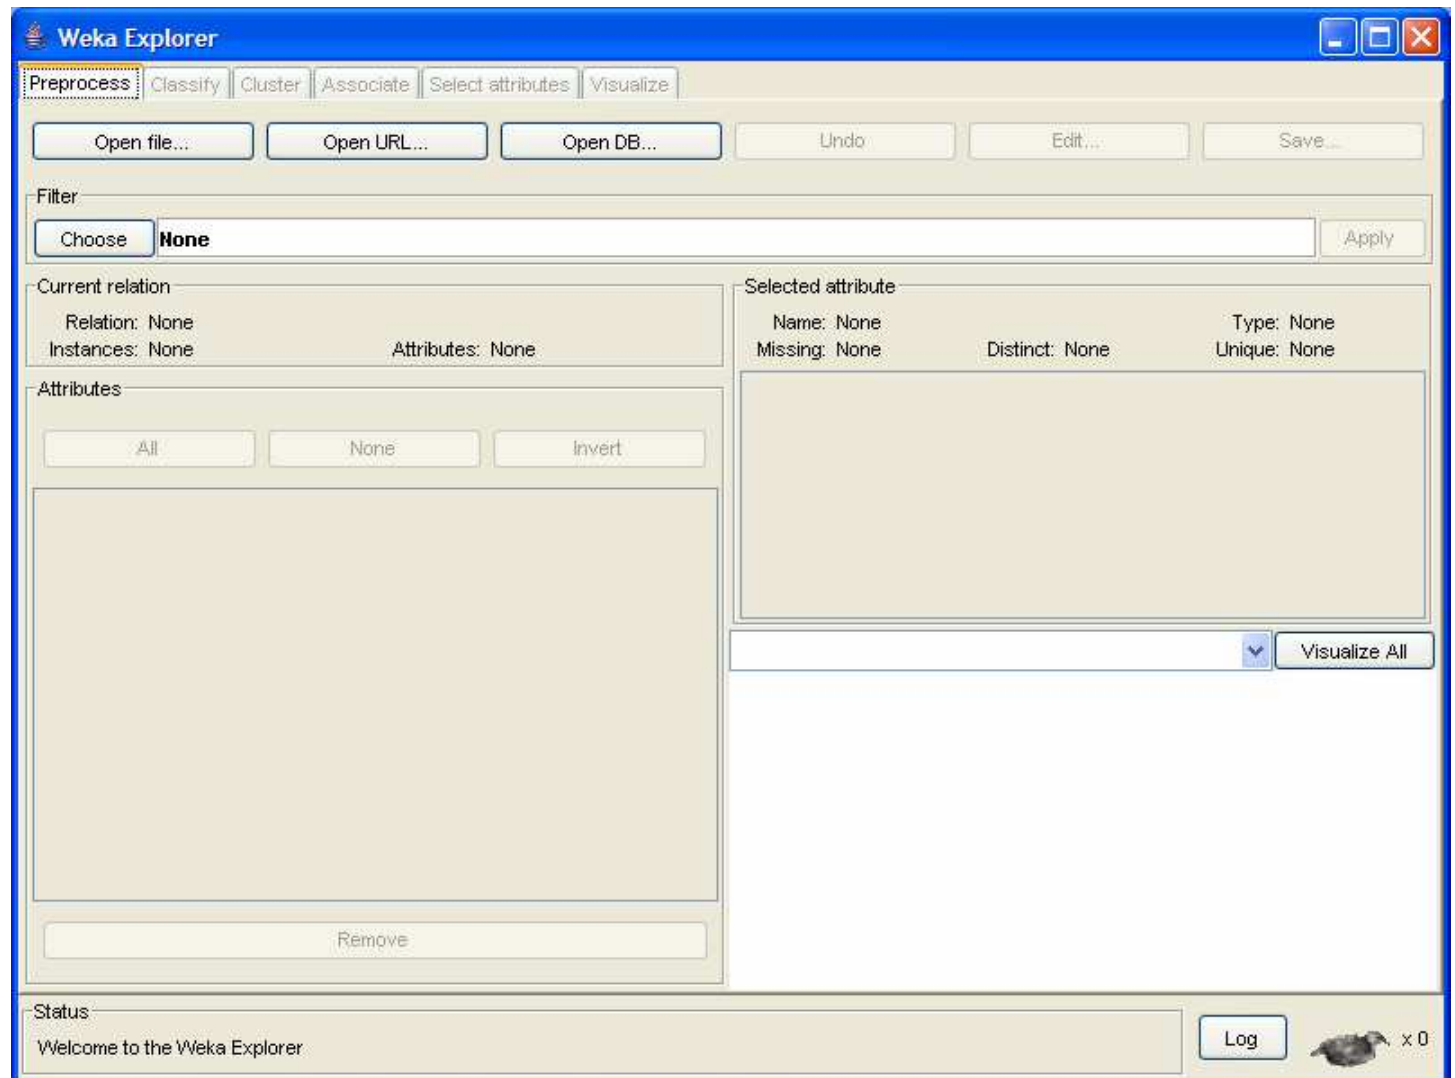 Weka Explorer
Preprocess Classify Cluster Associate Select attributes Visualize
Open file... Open URL... Open DB... Undo Edit... Save...
Filter
Choose None Apply
Current relation
Relation: None
Instances: None Attributes: None
Selected attribute
Name: None Type: None
Missing: None Distinct: None Unique: None
Attributes
All None Invert
Remove
Visualize All
Status
Welcome to the Weka Explorer
Log x 0